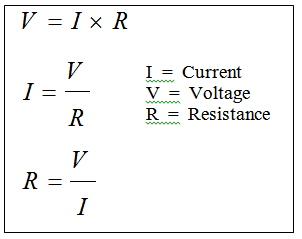 V = I × R
I = V / R
I = Current
V = Voltage
R = Resistance
R = V / I